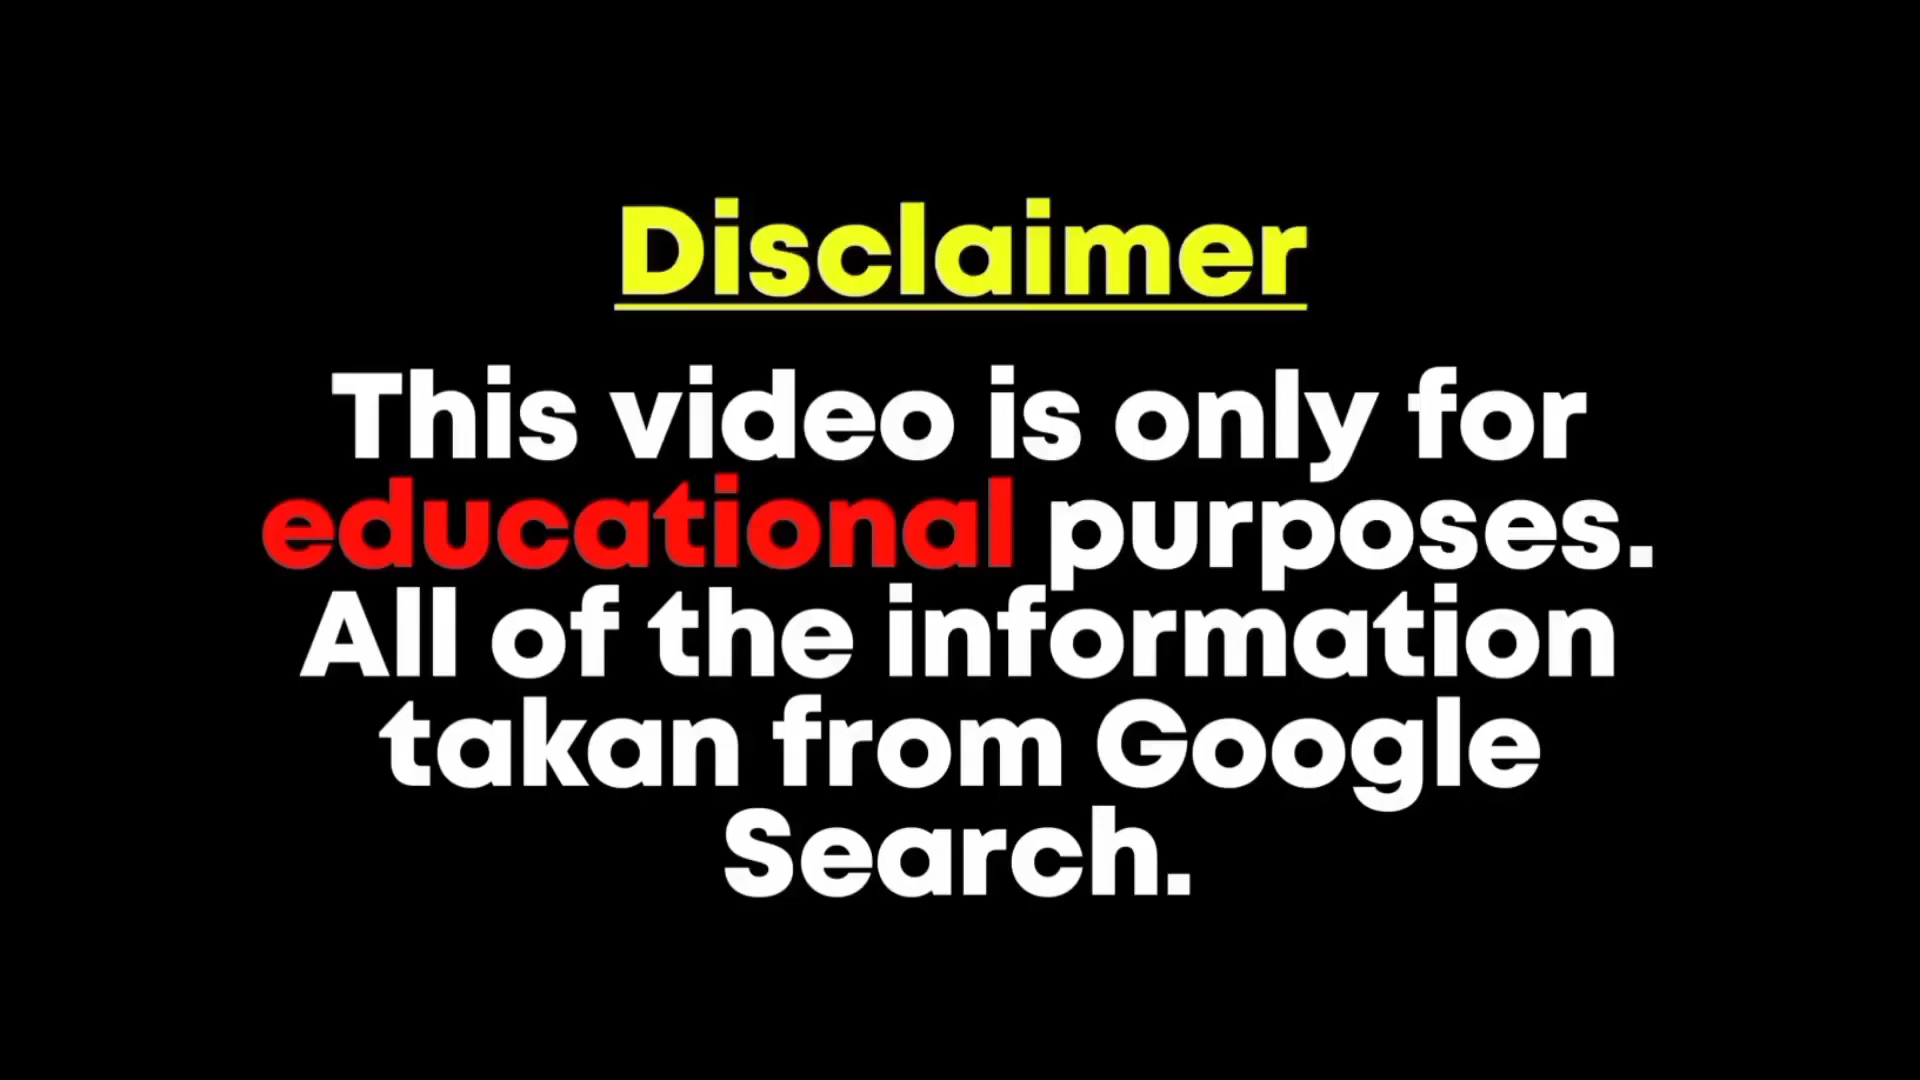 Disclaimer
This video is only for
educational purposes.
All of the information
takan from Google
Search.